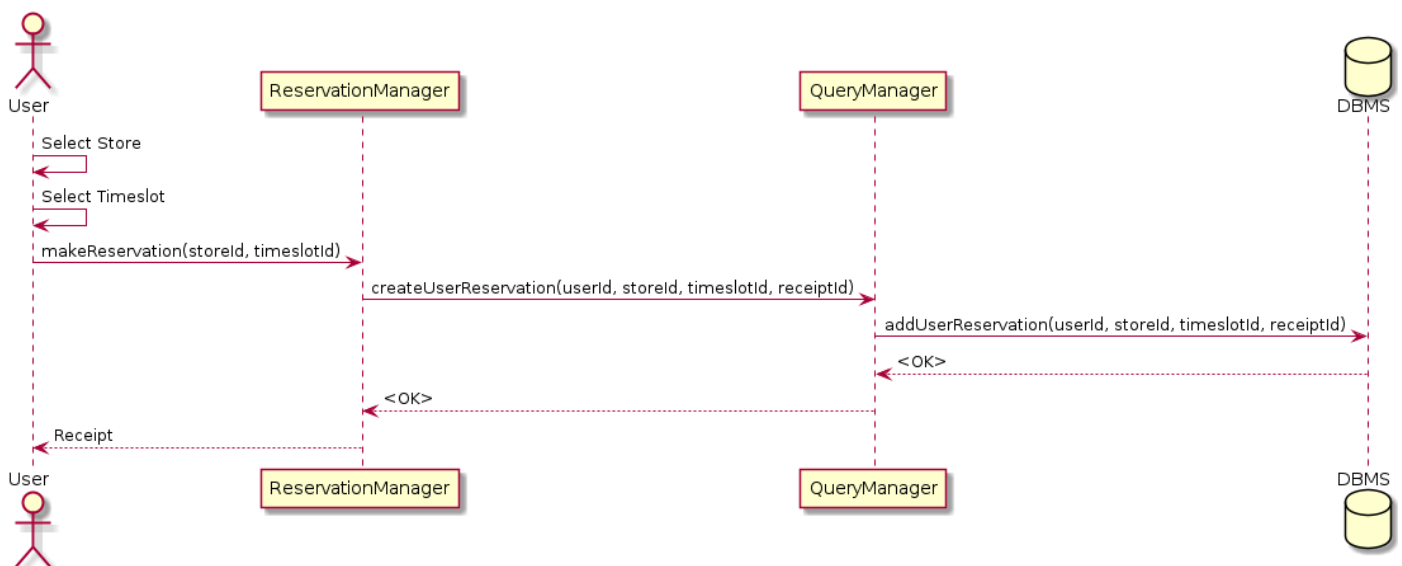 User
ReservationManager
QueryManager
DBMS
Select Store
Select Timeslot
makeReservation(storeId, timeslotId)
createUserReservation(userId, storeId, timeslotId, receiptId)
addUserReservation(userId, storeId, timeslotId, receiptId)
<OK>
<OK>
Receipt
User
ReservationManager
QueryManager
DBMS